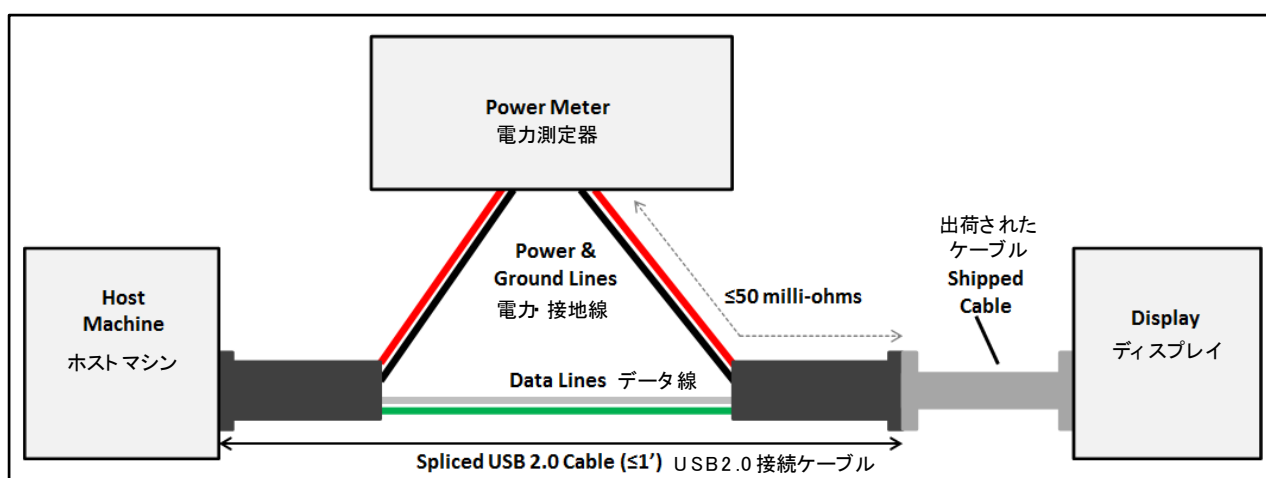 Power Meter
電力測定器
出荷された
ケーブル
Shipped
Cable
Power &
Ground Lines
電力・接地線
≤50 milli-ohms
Host
Machine
ホストマシン
Display
ディスプレイ
Data Lines データ線
Spliced USB 2.0 Cable (≤1’) USB2.0 接続ケーブル